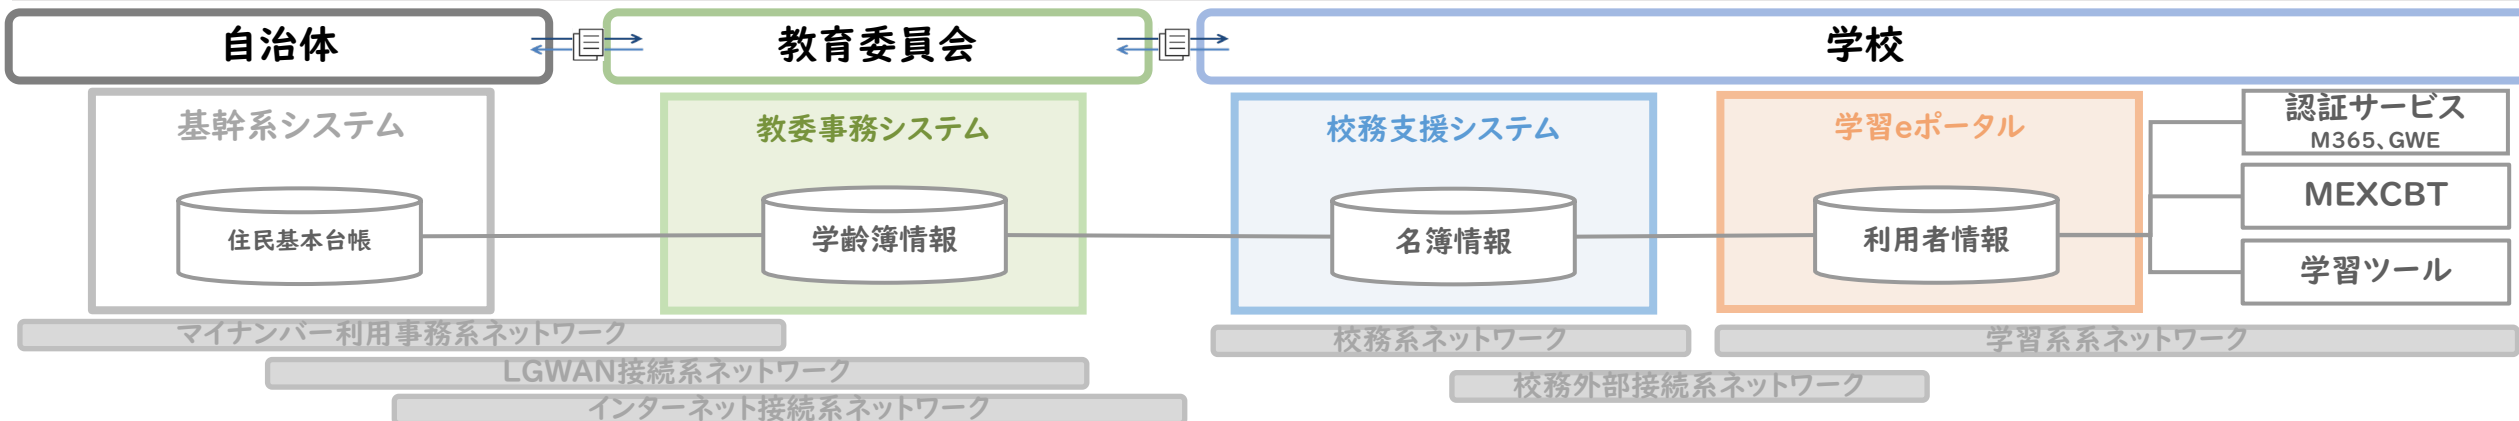 自治体
教育委員会
学校
基幹系システム
教委事務システム
校務支援システム
学習eポータル
認証サービス
M365、GWE
MEXCBT
学習ツール
住民基本台帳
学齢簿情報
名簿情報
利用者情報
マイナンバー利用事務系ネットワーク
校務系ネットワーク
学習系系ネットワーク
LGWAN接続系ネットワーク
校務外部接続系ネットワーク
インターネット接続系ネットワーク